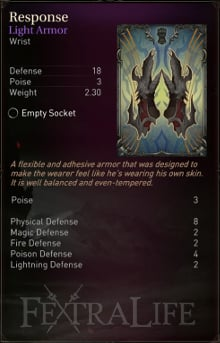 Response
Light Armor
Wrist
Defense 18
Poise 3
Weight 2.30
Empty Socket
A flexible and adhesive armor that was designed to
make the wearer feel like he's wearing his own skin.
It is well balanced and even-tempered.
Poise 3
Physical Defense 8
Magic Defense 2
Fire Defense 2
Poison Defense 4
Lightning Defense 2
FEXTRALIFE